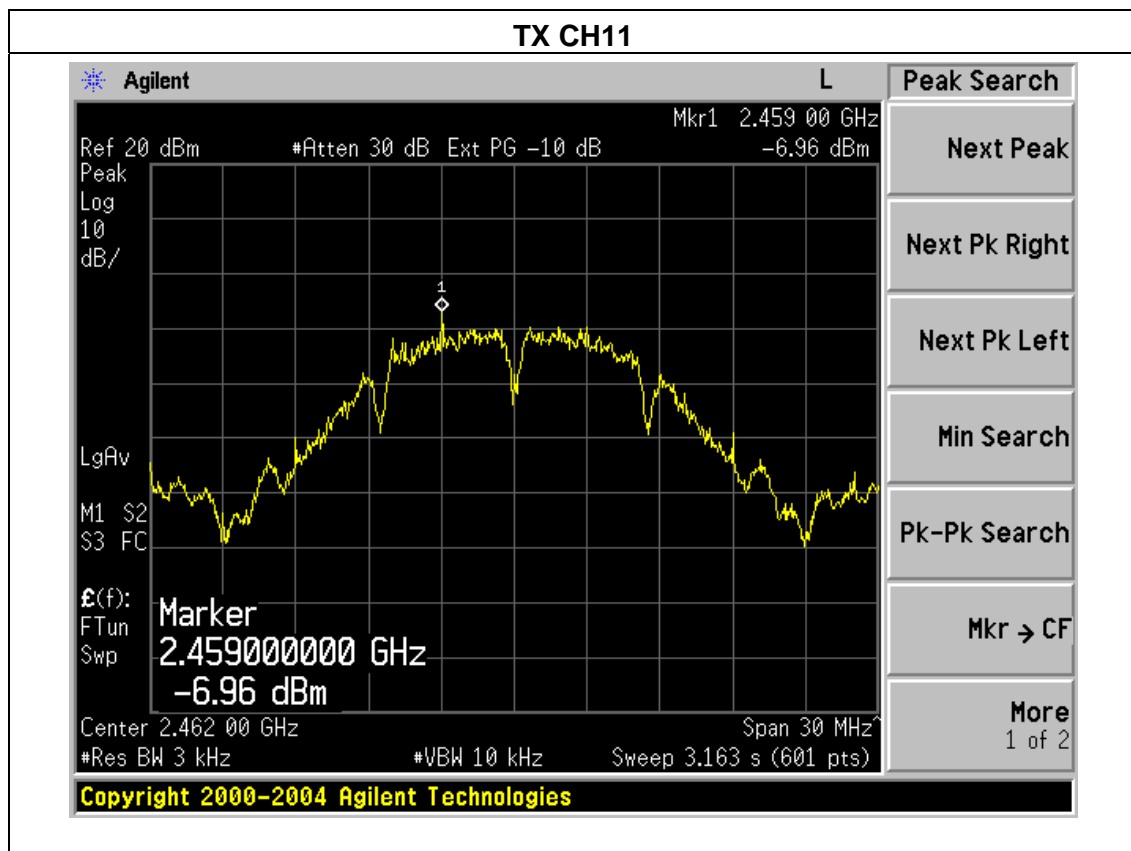 TX CH11
Agilent L Peak Search
Mkr1 2.459 00 GHz
Ref 20 dBm #Atten 30 dB Ext PG -10 dB -6.96 dBm
Peak
Log
10
dB/
1
LgAv
M1 S2
S3 FC
£(f):
FTun
Swp
Marker
2.459000000 GHz
-6.96 dBm
Center 2.462 00 GHz Span 30 MHz^
#Res BW 3 kHz #VBW 10 kHz Sweep 3.163 s (601 pts)
Next Peak
Next Pk Right
Next Pk Left
Min Search
Pk-Pk Search
Mkr → CF
More
1 of 2
Copyright 2000-2004 Agilent Technologies